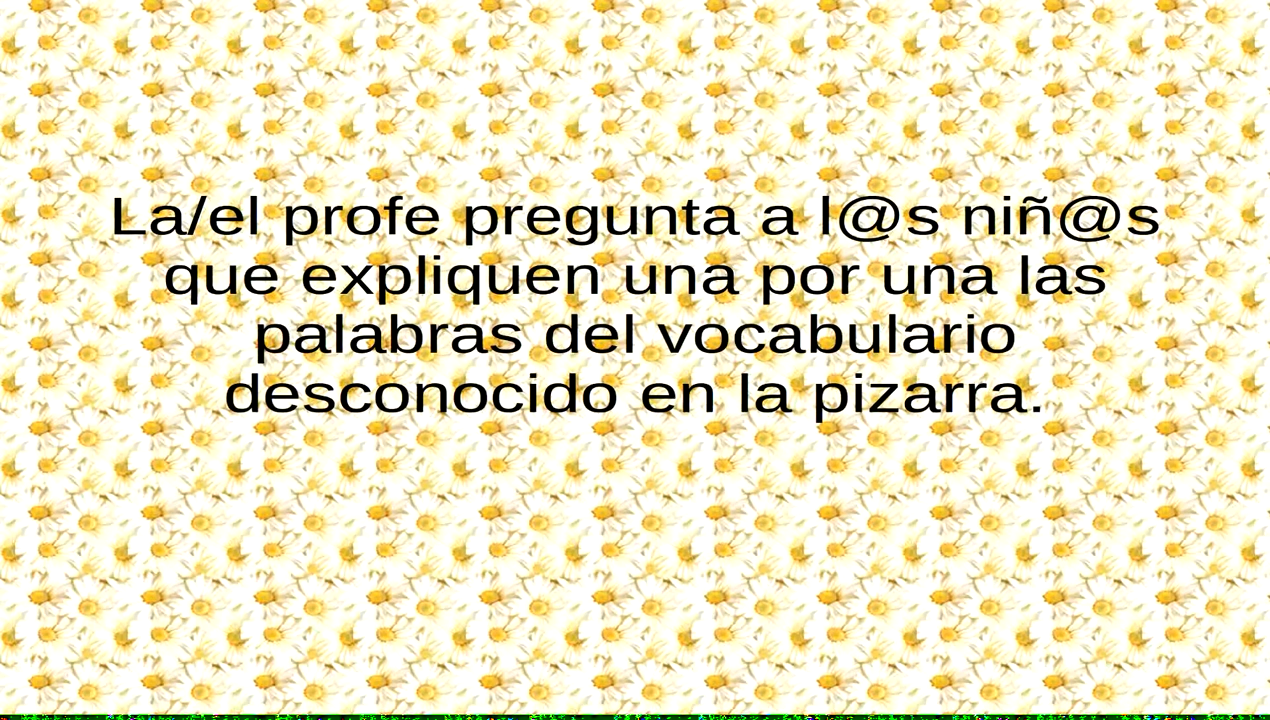 La/el profe pregunta a l@s niñ@s
que expliquen una por una las
palabras del vocabulario
desconocido en la pizarra.